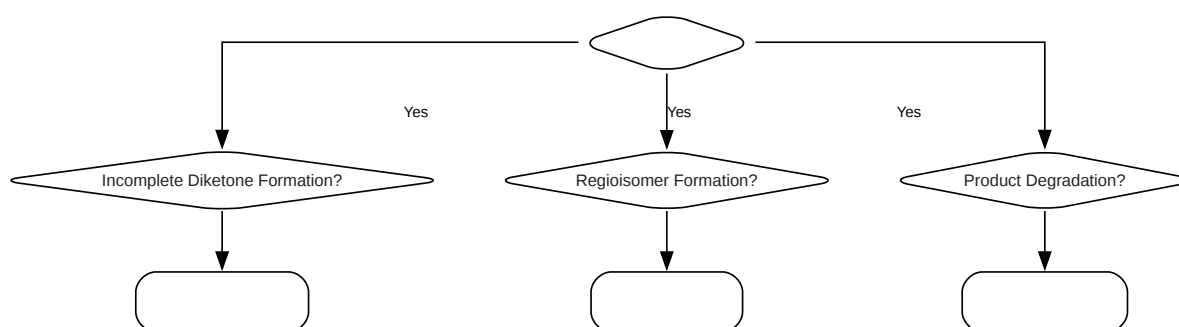 Yes
Yes
Yes
Incomplete Diketone Formation?
Regioisomer Formation?
Product Degradation?